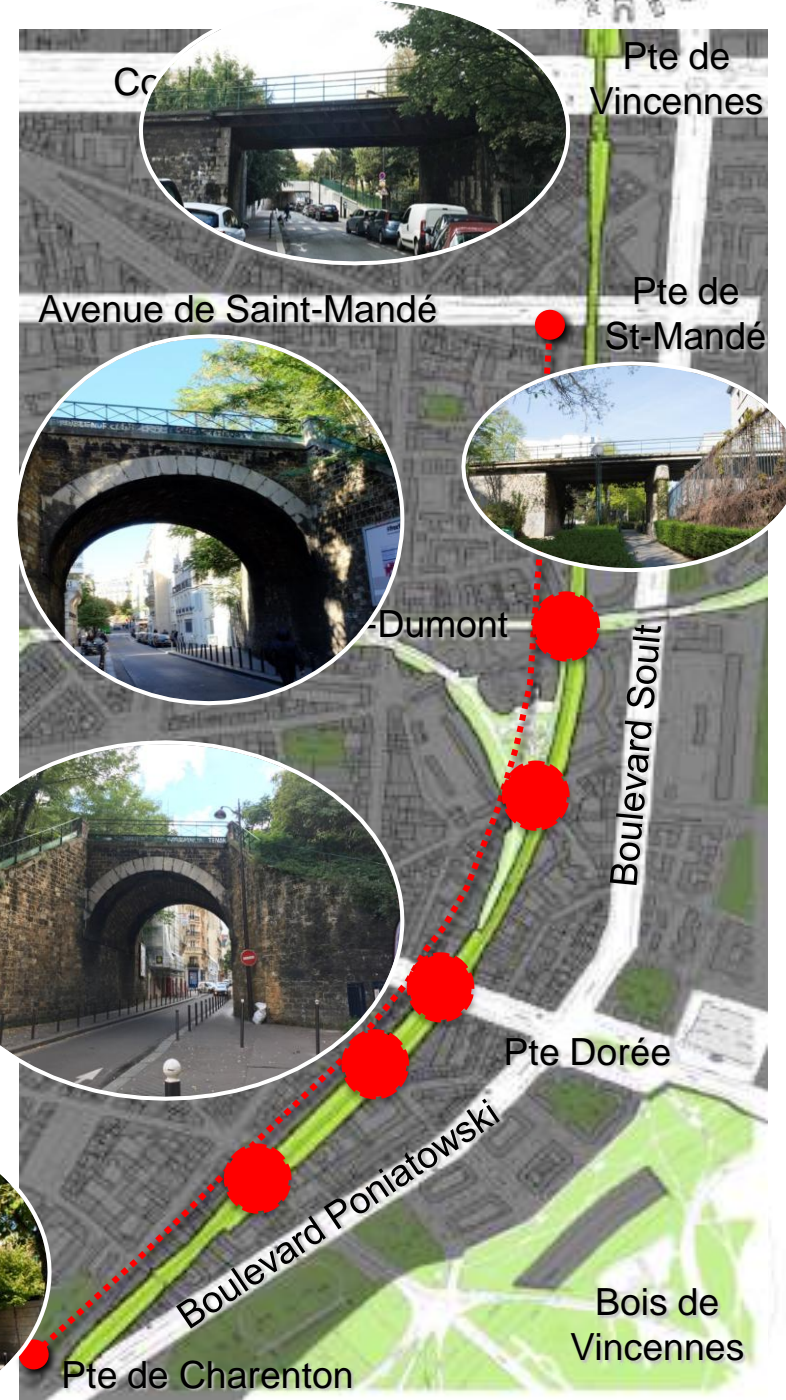 Co
Pte de
Vincennes
Avenue de Saint-Mandé
Pte de
St-Mandé
-Dumont
Boulevard Soult
Pte Dorée
Boulevard Poniatowski
Bois de
Vincennes
Pte de Charenton